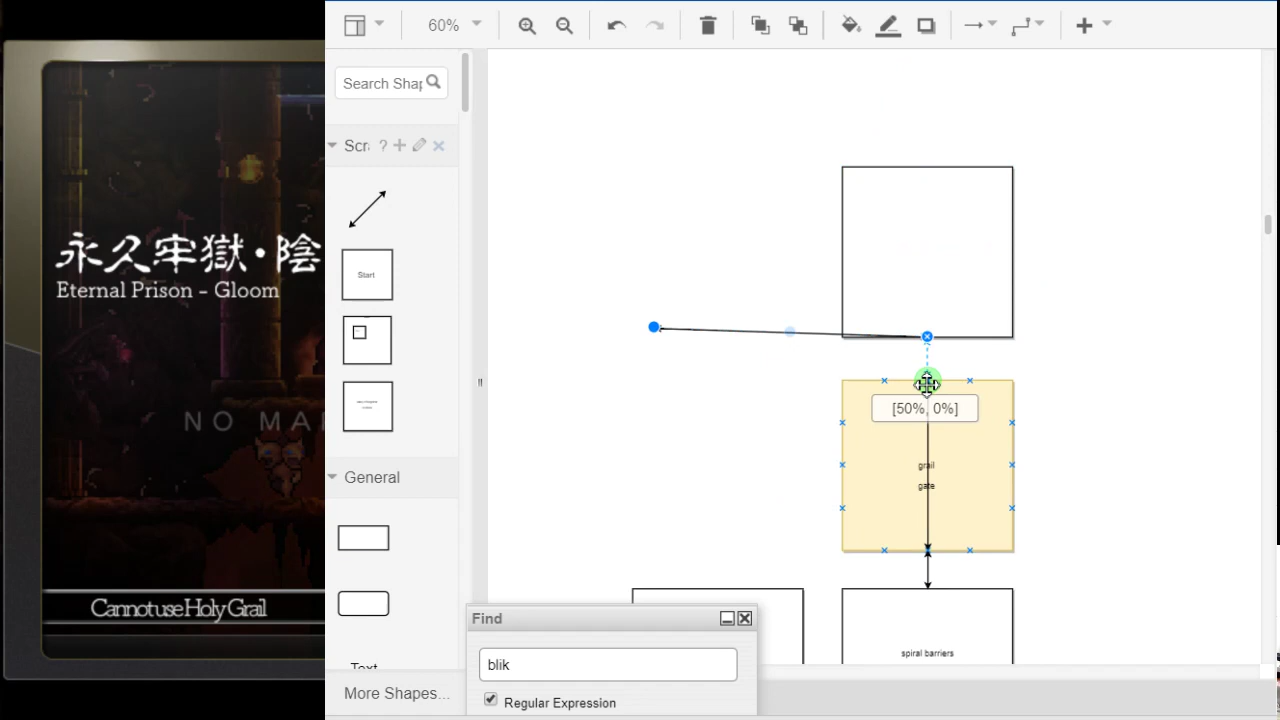 永久牢獄・陰
Eternal Prison - Gloom
NO MA
Cannot use Holy Grail
60%
Search Shap
Scr
?
Start
General
Text
More Shapes...
[50%, 0%]
grail
gate
spiral barriers
Find
blik
Regular Expression